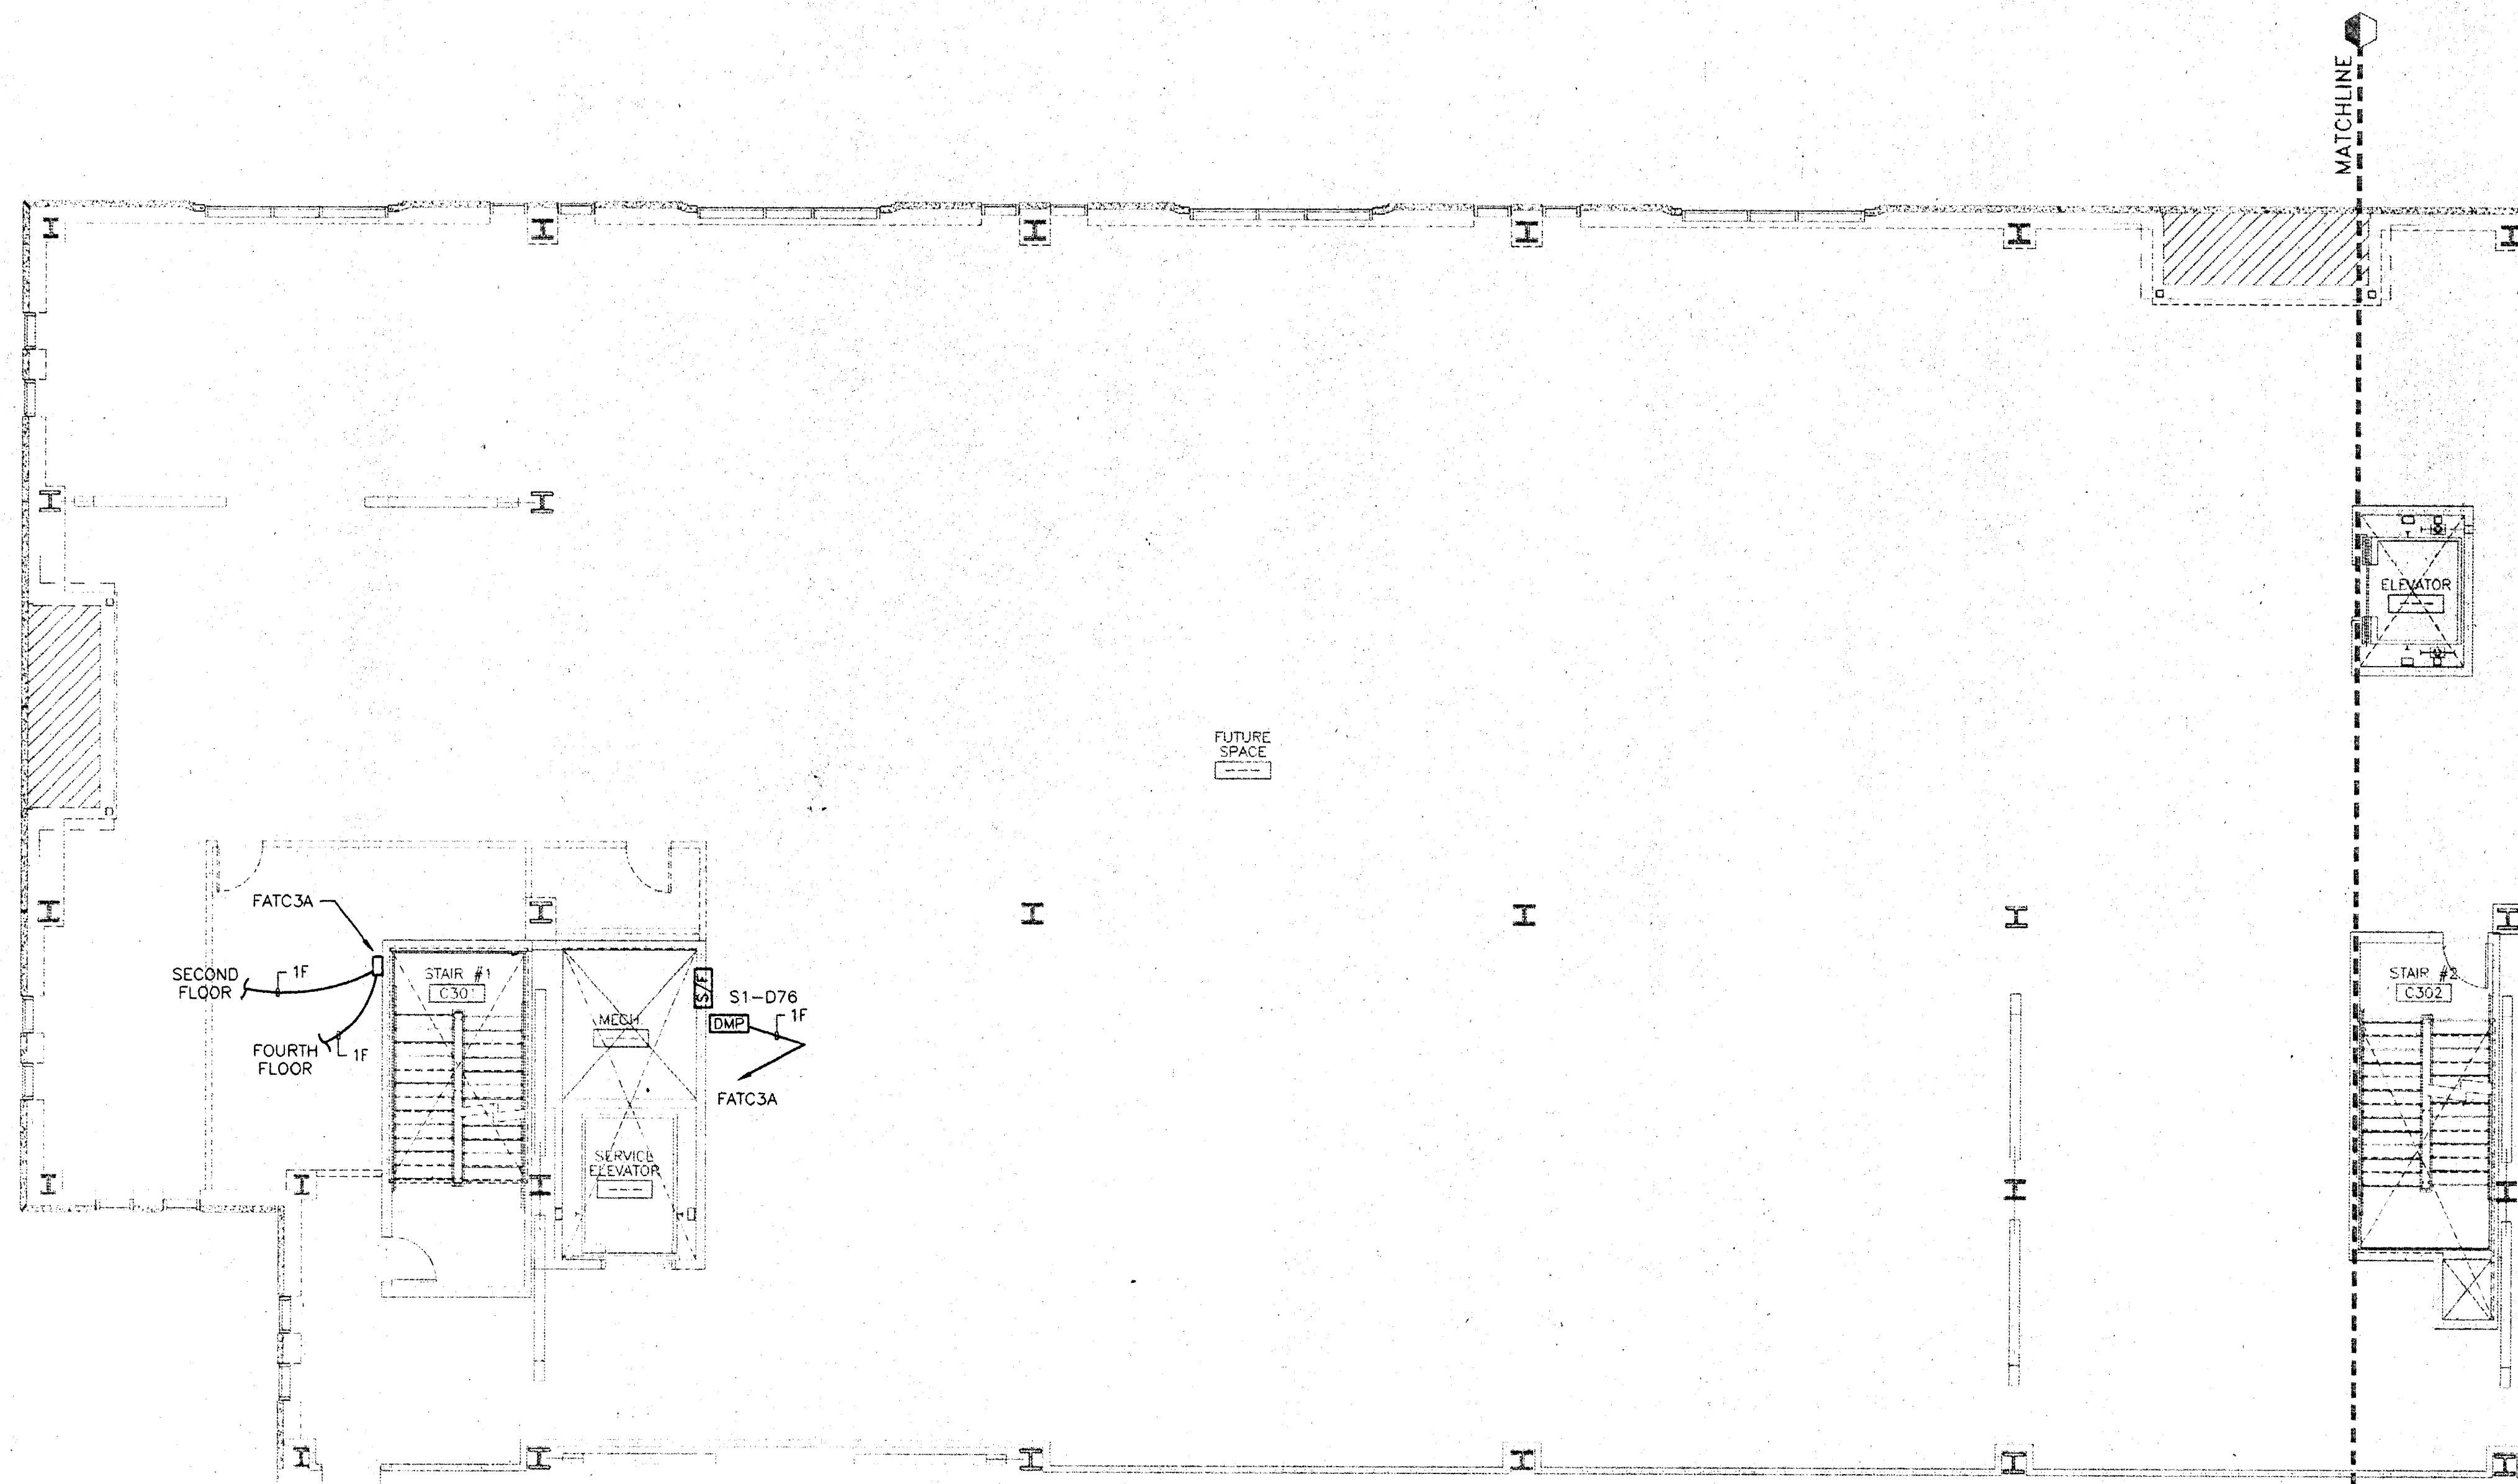 MATCHLINE
ELEVATOR
FUTURE
SPACE
FATC3A
SECOND
FLOOR
1F
FOURTH
FLOOR
1F
STAIR #1
C301
MECH
S/F
S1-D76
DMP
1F
FATC3A
SERVICE
ELEVATOR
STAIR #2
C302